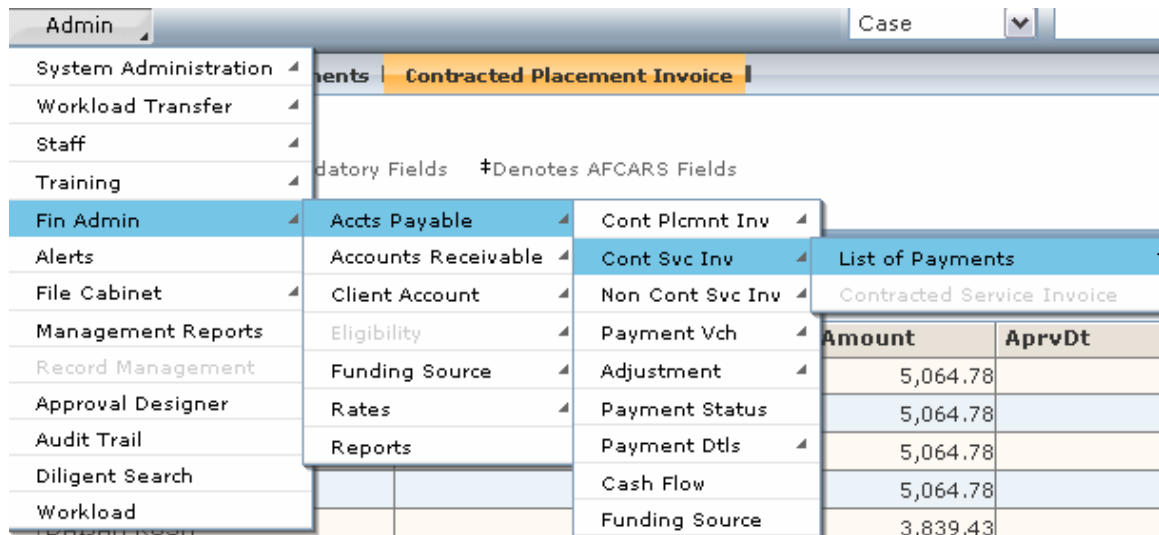 Admin
Case
System Administration
Contracted Placement Invoice
Workload Transfer
Staff
Fields ‡Denotes AFCARS Fields
Training
Fin Admin
Accts Payable
Cont Plcmnt Inv
Alerts
Accounts Receivable
Cont Svc Inv
List of Payments
File Cabinet
Client Account
Non Cont Svc Inv
Contracted Service Invoice
Management Reports
Eligibility
Payment Vch
Amount
AprvDt
Record Management
Funding Source
Adjustment
5,064.78
Approval Designer
Rates
Payment Status
5,064.78
Audit Trail
Reports
Payment Dtls
5,064.78
Diligent Search
Cash Flow
5,064.78
Workload
Funding Source
3,839.43